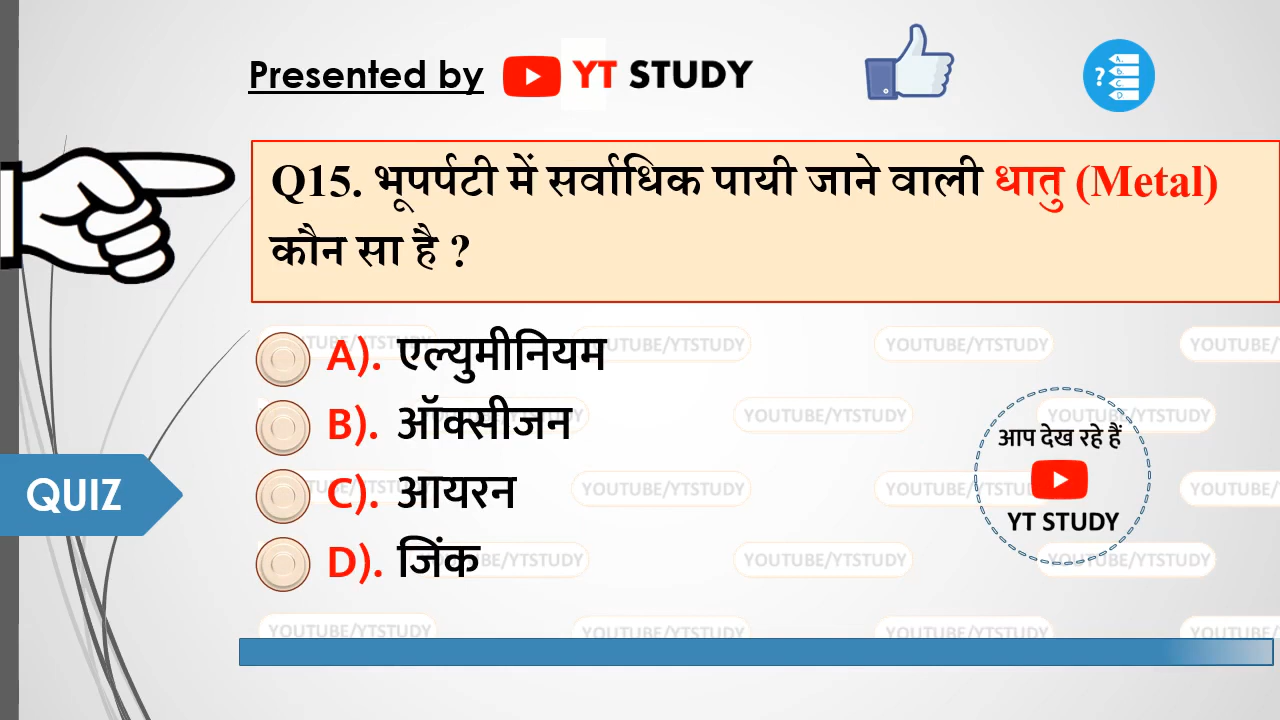 Presented by YT STUDY
Q15. भूपर्पटी में सर्वाधिक पायी जाने वाली धातु (Metal)
कौन सा है ?
A). एल्युमीनियम
B). ऑक्सीजन
C). आयरन
D). जिंक
QUIZ
आप देख रहे हैं
YT STUDY
YOUTUBE/YTSTUDY